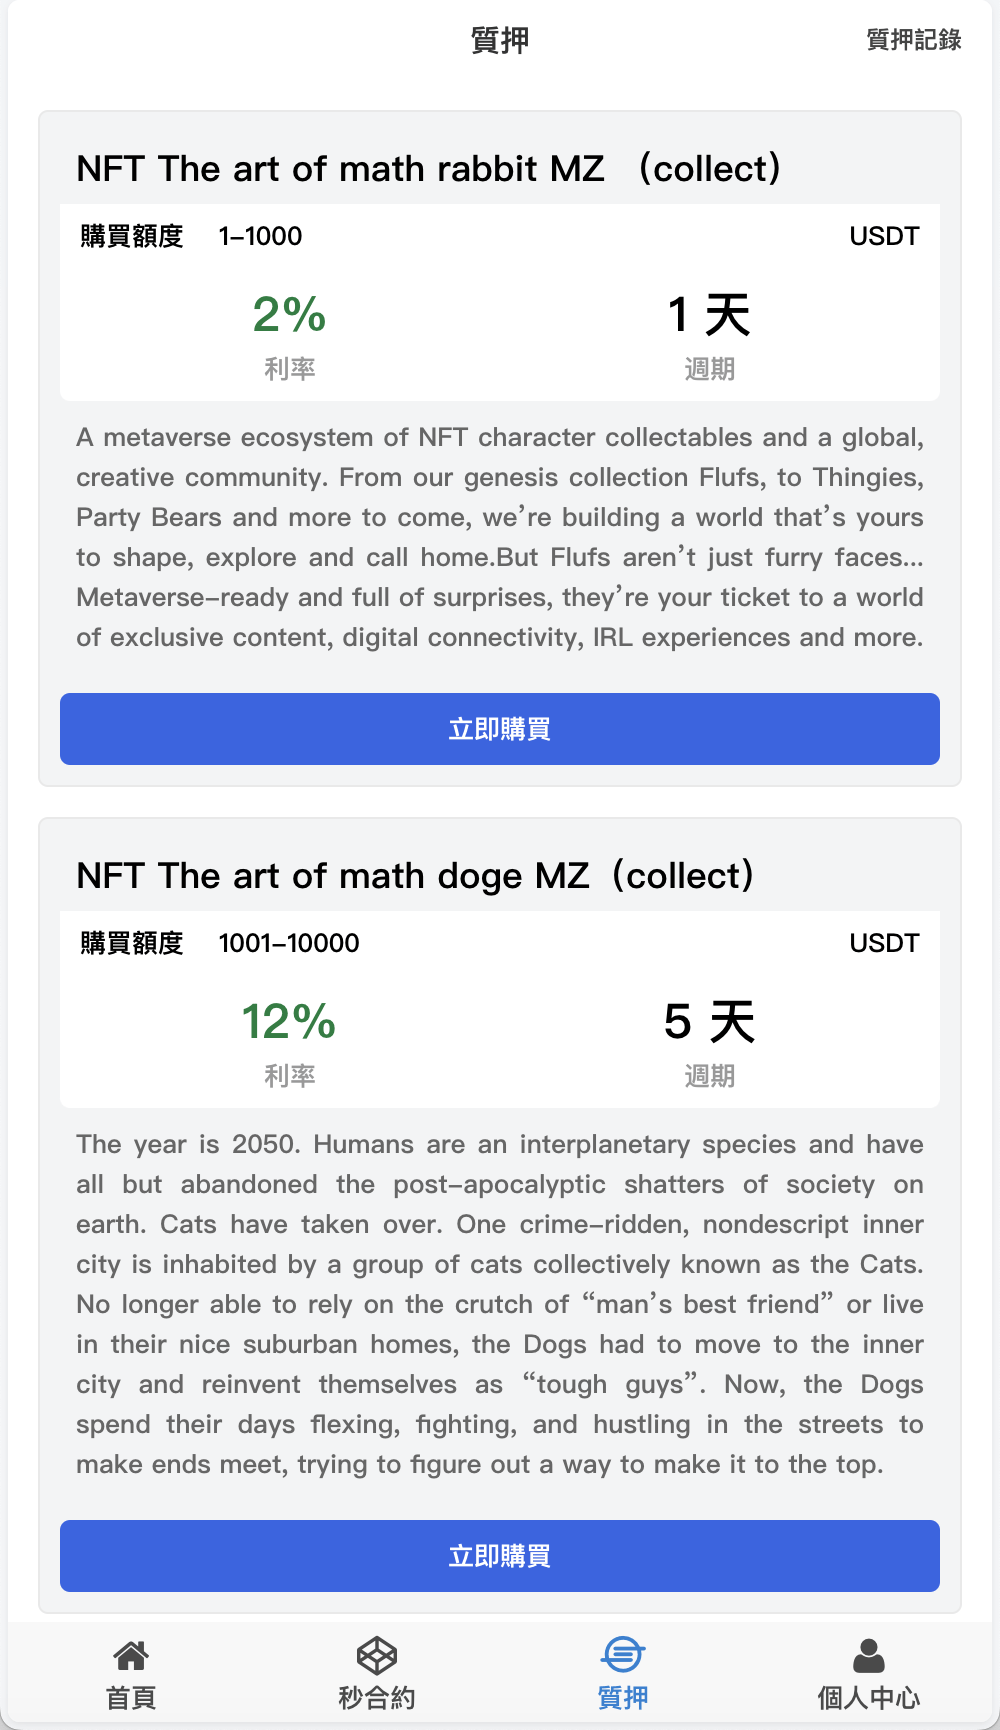 質押
質押記錄
NFT The art of math rabbit MZ （collect）
購買額度 1-1000 USDT
2% 1 天
利率 週期
A metaverse ecosystem of NFT character collectables and a global,
creative community. From our genesis collection Flufs, to Thingies,
Party Bears and more to come, we’re building a world that’s yours
to shape, explore and call home.But Flufs aren’t just furry faces...
Metaverse-ready and full of surprises, they’re your ticket to a world
of exclusive content, digital connectivity, IRL experiences and more.
立即購買
NFT The art of math doge MZ（collect）
購買額度 1001-10000 USDT
12% 5 天
利率 週期
The year is 2050. Humans are an interplanetary species and have
all but abandoned the post-apocalyptic shatters of society on
earth. Cats have taken over. One crime-ridden, nondescript inner
city is inhabited by a group of cats collectively known as the Cats.
No longer able to rely on the crutch of “man’s best friend” or live
in their nice suburban homes, the Dogs had to move to the inner
city and reinvent themselves as “tough guys”. Now, the Dogs
spend their days flexing, fighting, and hustling in the streets to
make ends meet, trying to figure out a way to make it to the top.
立即購買
首頁 秒合約 質押 個人中心